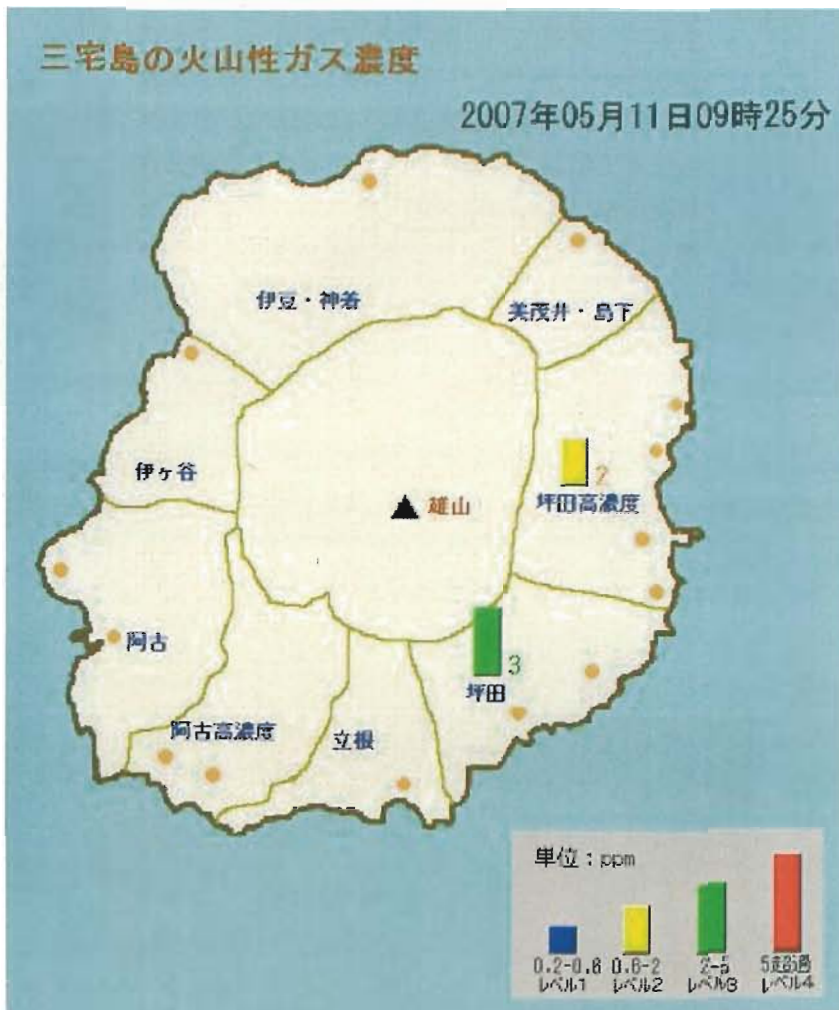 三宅島の火山性ガス濃度
2007年05月11日09時25分
伊豆・神着
美茂井・島下
伊ヶ谷
2
坪田高濃度
雄山
阿古
3
坪田
阿古高濃度
立根
単位：ppm
0.2-0.6 0.6-2 2-5 5超過
レベル1 レベル2 レベル3 レベル4